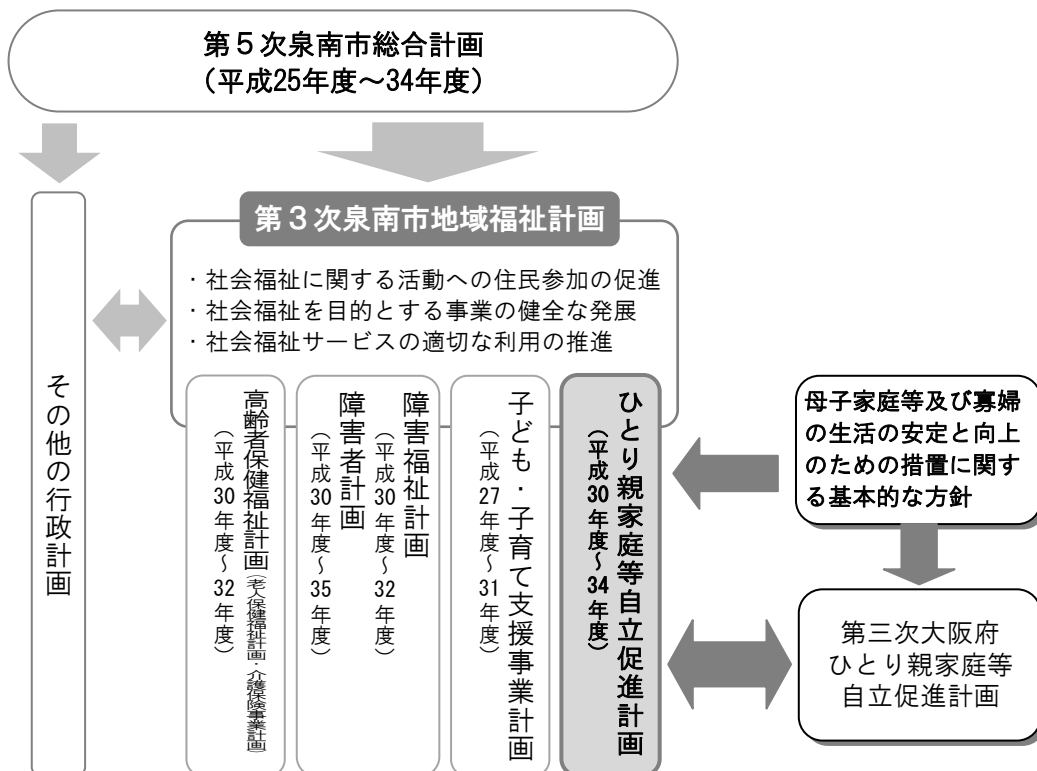 第５次泉南市総合計画
（平成25年度～34年度）
第３次泉南市地域福祉計画
・社会福祉に関する活動への住民参加の促進
・社会福祉を目的とする事業の健全な発展
・社会福祉サービスの適切な利用の推進
その他の行政計画
高齢者保健福祉計画（老人保健福祉計画・介護保険事業計画）
（平成30年度～32年度）
障害福祉計画
（平成30年度～32年度）
障害者計画
（平成30年度～35年度）
子ども・子育て支援事業計画
（平成27年度～31年度）
ひとり親家庭等自立促進計画
（平成30年度～34年度）
母子家庭等及び寡婦
の生活の安定と向上
のための措置に関す
る基本的な方針
第三次大阪府
ひとり親家庭等
自立促進計画